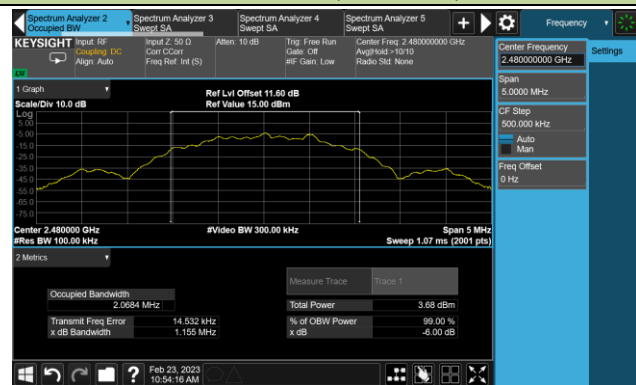 Spectrum Analyzer 2
Occupied BW
Spectrum Analyzer 3
Swept SA
Spectrum Analyzer 4
Swept SA
Spectrum Analyzer 5
Swept SA
Frequency
KEYSIGHT
Input: RF
Coupling: DC
Align: Auto
Input Z: 50 Ω
Corr CCorr
Freq Ref: Int (S)
Atten: 10 dB
Trig: Free Run
Gate: Off
#IF Gain: Low
Center Freq: 2.480000000 GHz
Avg|Hold:>10/10
Radio Std: None
Center Frequency
2.480000000 GHz
Settings
Span
5.0000 MHz
CF Step
500.000 kHz
Auto
Man
Freq Offset
0 Hz
1 Graph
Scale/Div 10.0 dB
Ref Lvl Offset 11.60 dB
Ref Value 15.00 dBm
Log
5.00
-5.00
-15.0
-25.0
-35.0
-45.0
-55.0
-65.0
-75.0
Center 2.480000 GHz
#Res BW 100.00 kHz
#Video BW 300.00 kHz
Span 5 MHz
Sweep 1.07 ms (2001 pts)
2 Metrics
Measure Trace
Trace 1
Occupied Bandwidth
2.0684 MHz
Total Power
3.68 dBm
Transmit Freq Error
14.532 kHz
% of OBW Power
99.00 %
x dB Bandwidth
1.155 MHz
x dB
-6.00 dB
Feb 23, 2023
10:54:16 AM